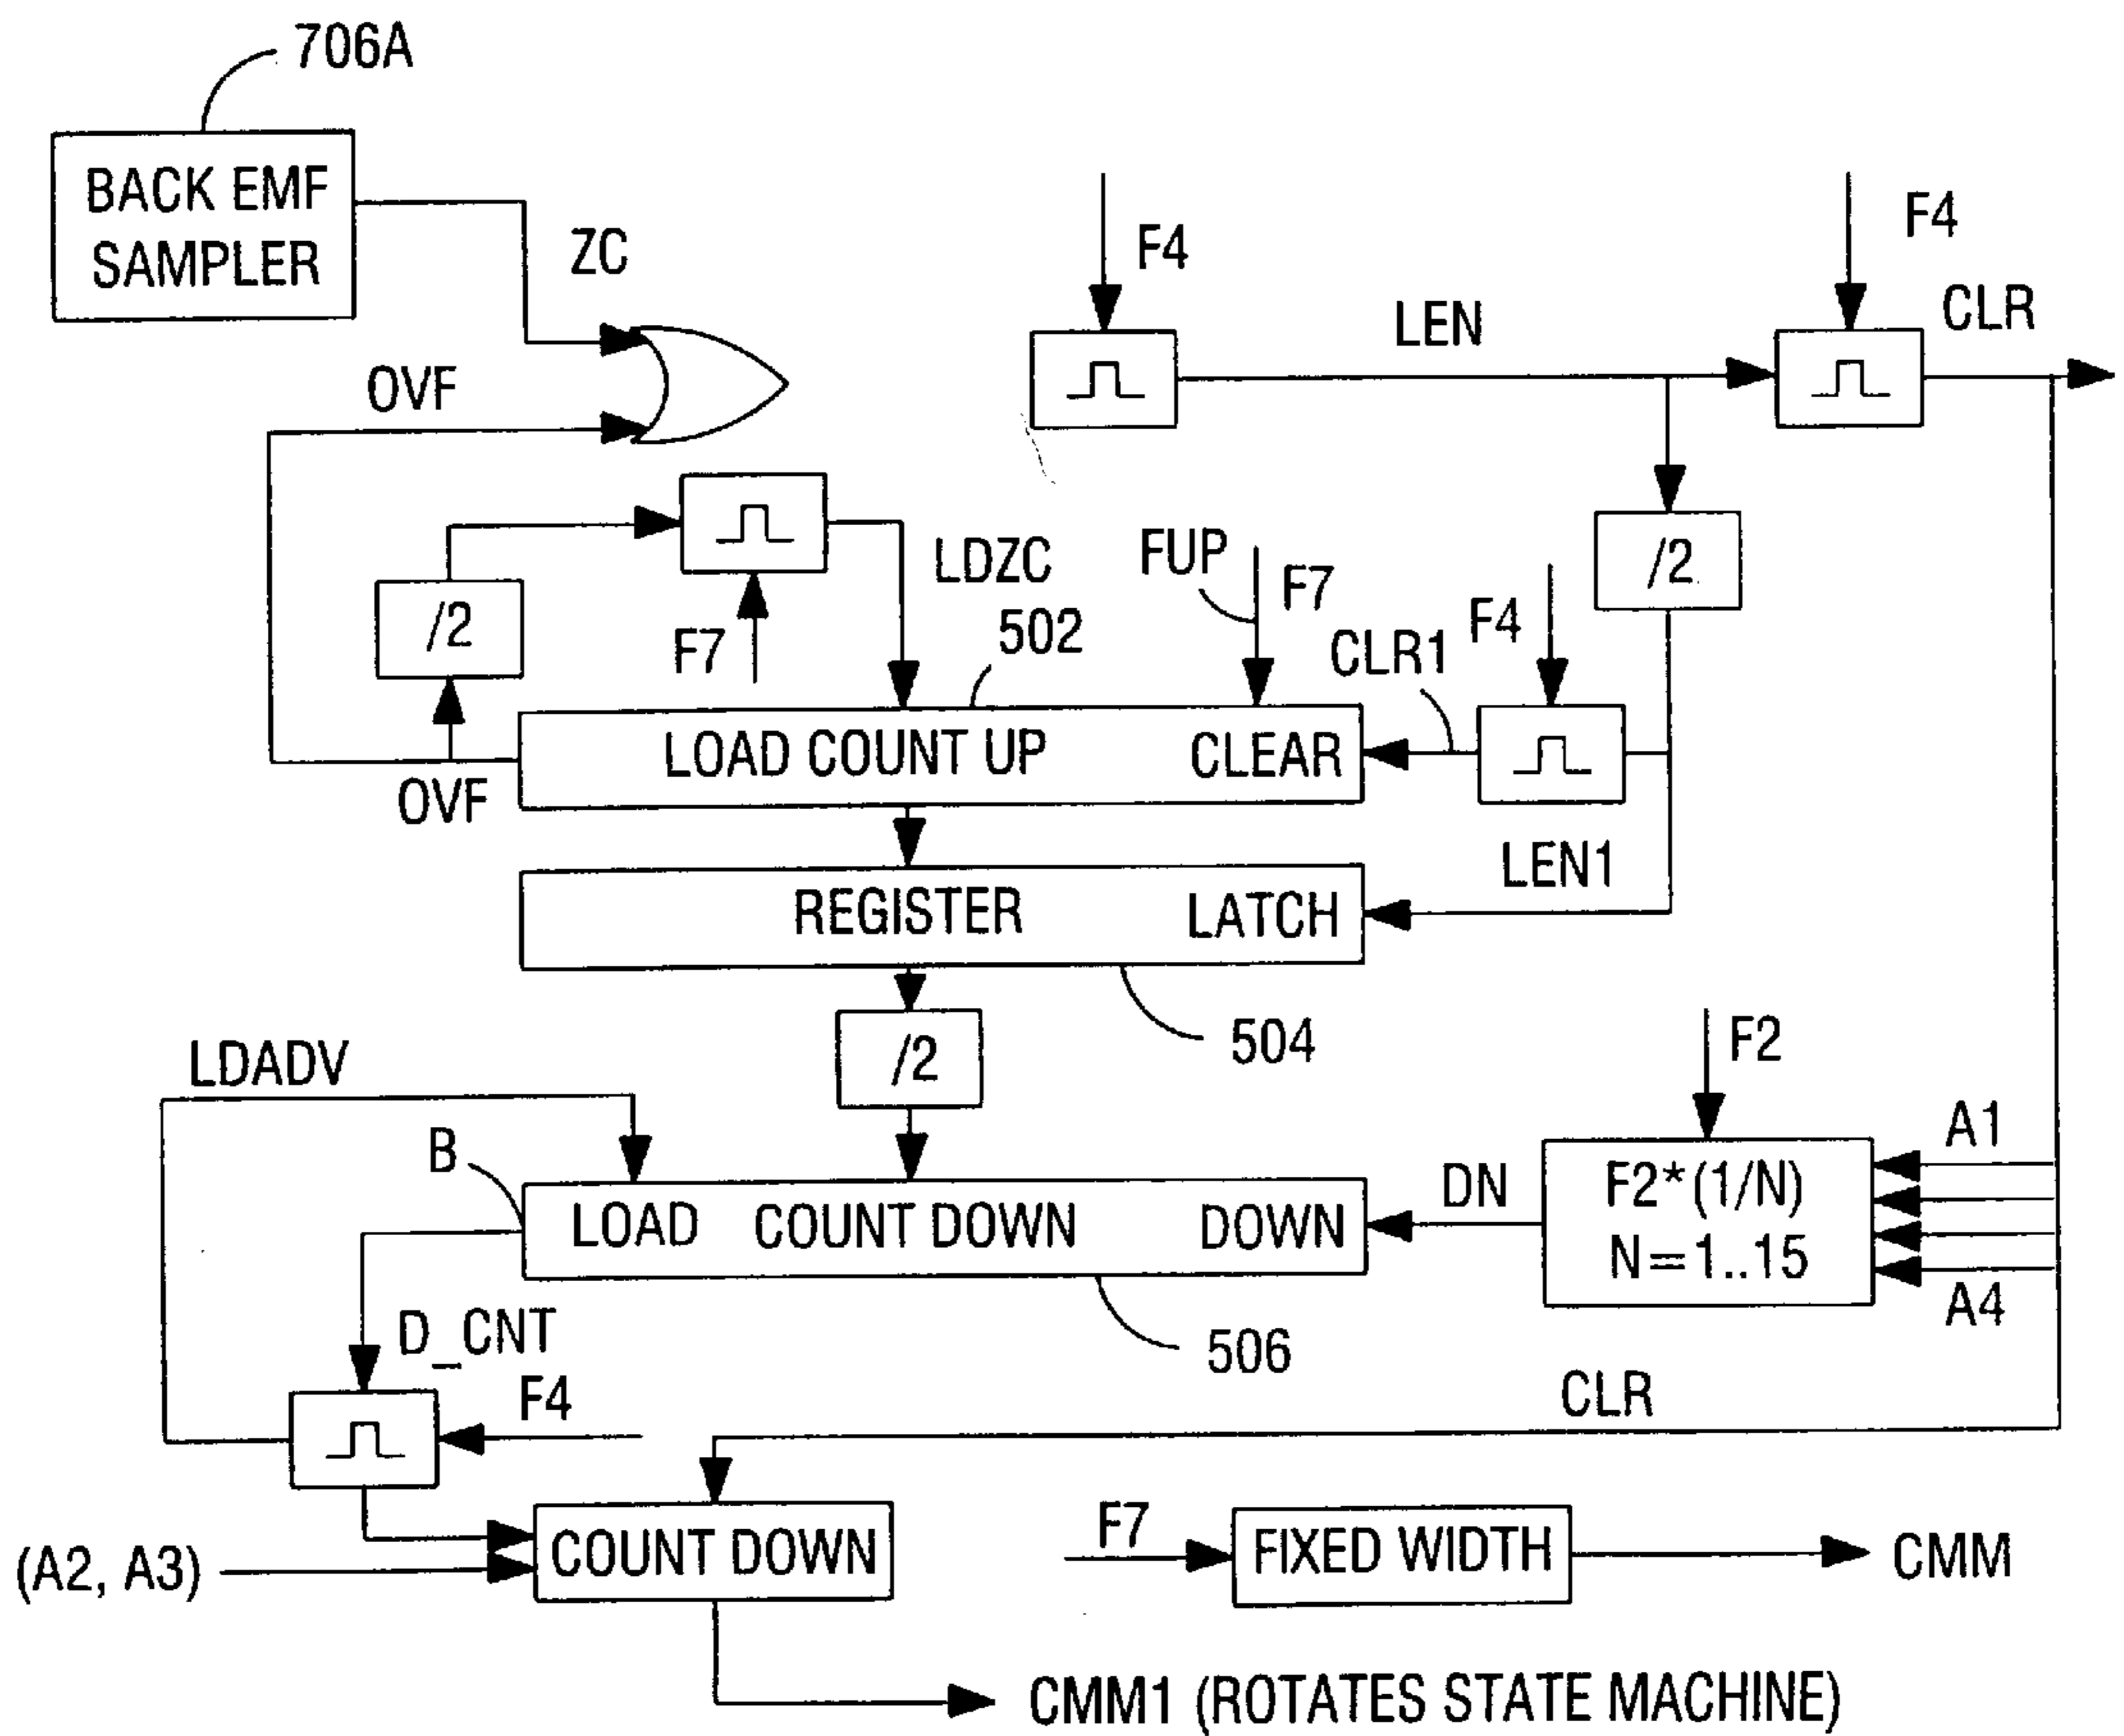 706A
BACK EMF
SAMPLER
ZC
OVF
F4
LEN
F4
CLR
/2
F7
LDZC
502
FUP
F7
CLR1
F4
/2
LOAD COUNT UP
CLEAR
OVF
REGISTER
LATCH
LEN1
504
/2
LDADV
B
LOAD
COUNT DOWN
DOWN
DN
F2
F2*(1/N)
N=1..15
A1
A4
506
D_CNT
F4
CLR
(A2, A3)
COUNT DOWN
F7
FIXED WIDTH
CMM
CMM1 (ROTATES STATE MACHINE)